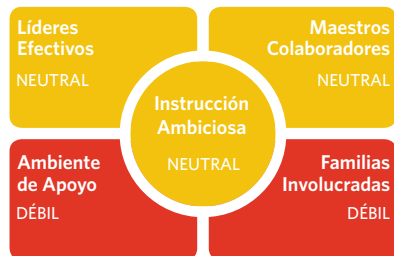 Líderes
Efectivos
NEUTRAL
Maestros
Colaboradores
NEUTRAL
Instrucción
Ambiciosa
NEUTRAL
Ambiente
de Apoyo
DÉBIL
Familias
Involucradas
DÉBIL